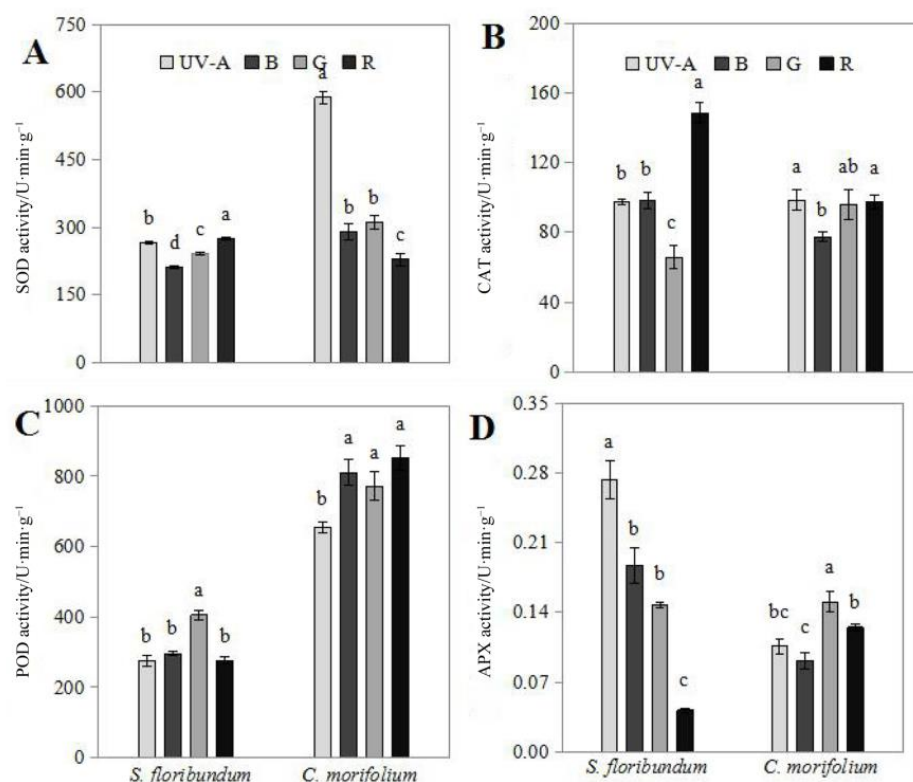 A
SOD activity/U·min·g⁻¹
750
600
450
300
150
0
UV-A B G R
b d c a
a b b c
B
CAT activity/U·min·g⁻¹
200
160
120
80
40
0
UV-A B G R
b b c a
a b ab a
C
POD activity/U·min·g⁻¹
1000
800
600
400
200
0
b b a b
b a a a
S. floribundum C. morifolium
D
APX activity/U·min·g⁻¹
0.35
0.28
0.21
0.14
0.07
0.00
a b b c
bc c a b
S. floribundum C. morifolium